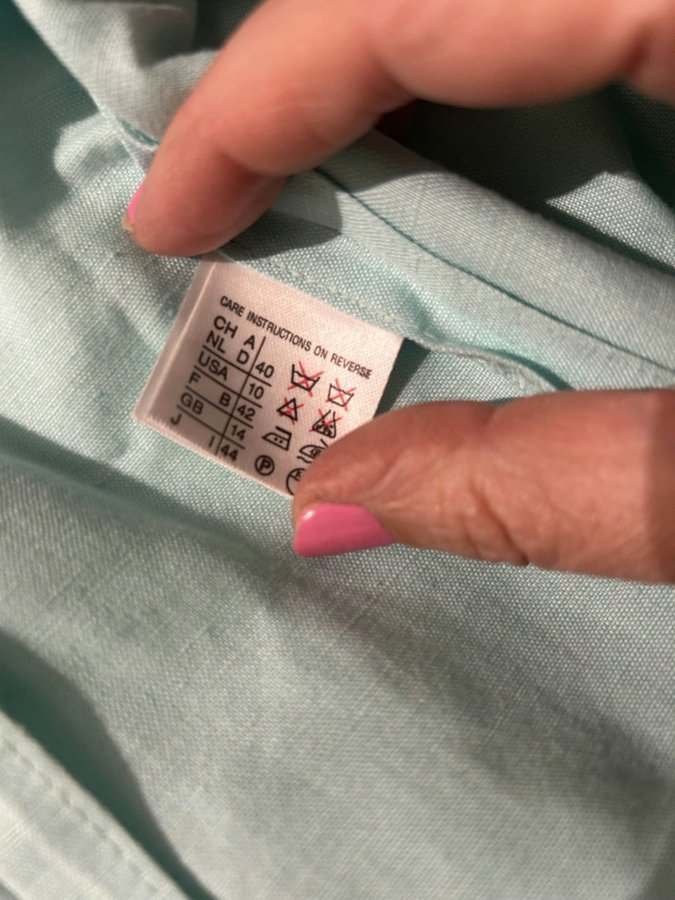 CARE INSTRUCTIONS ON REVERSE
CH A
NL D 40
USA 10
F B 42
GB 14
J I 44
P